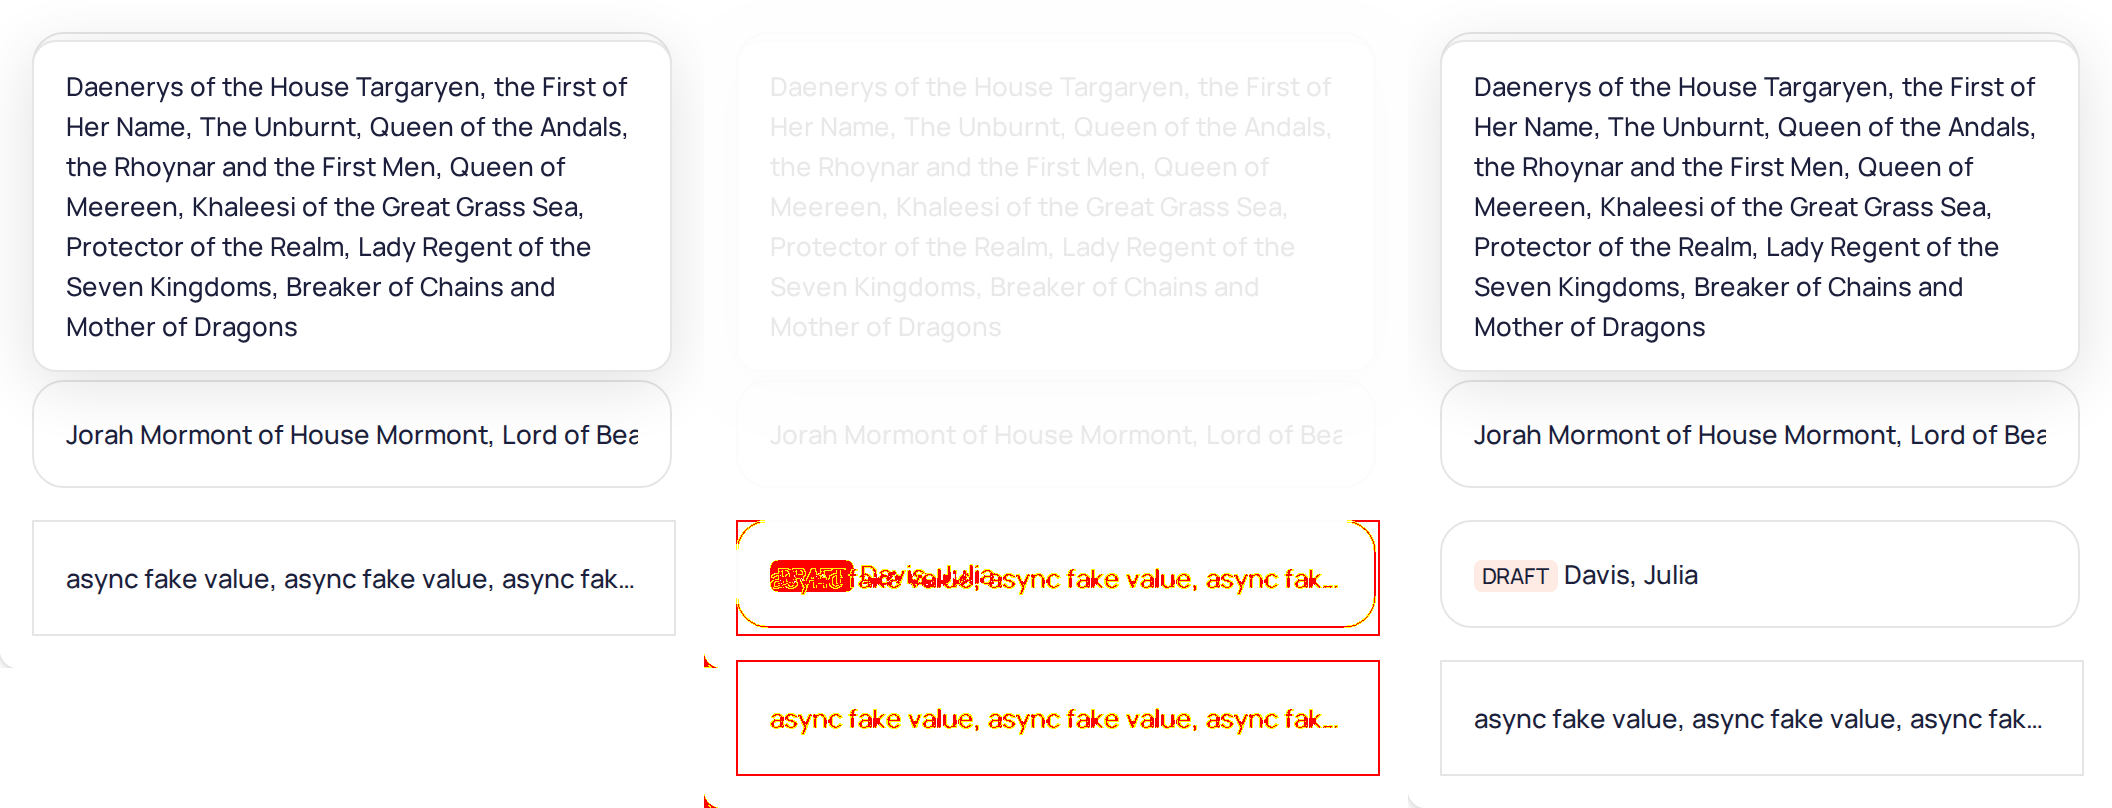 Daenerys of the House Targaryen, the First of
Her Name, The Unburnt, Queen of the Andals,
the Rhoynar and the First Men, Queen of
Meereen, Khaleesi of the Great Grass Sea,
Protector of the Realm, Lady Regent of the
Seven Kingdoms, Breaker of Chains and
Mother of Dragons
Jorah Mormont of House Mormont, Lord of Bea
async fake value, async fake value, async fak...
Daenerys of the House Targaryen, the First of
Her Name, The Unburnt, Queen of the Andals,
the Rhoynar and the First Men, Queen of
Meereen, Khaleesi of the Great Grass Sea,
Protector of the Realm, Lady Regent of the
Seven Kingdoms, Breaker of Chains and
Mother of Dragons
Jorah Mormont of House Mormont, Lord of Bea
DRAFT Davis, Julia
async fake value, async fake value, async fak...
async fake value, async fake value, async fak...
Daenerys of the House Targaryen, the First of
Her Name, The Unburnt, Queen of the Andals,
the Rhoynar and the First Men, Queen of
Meereen, Khaleesi of the Great Grass Sea,
Protector of the Realm, Lady Regent of the
Seven Kingdoms, Breaker of Chains and
Mother of Dragons
Jorah Mormont of House Mormont, Lord of Bea
DRAFT Davis, Julia
async fake value, async fake value, async fak...